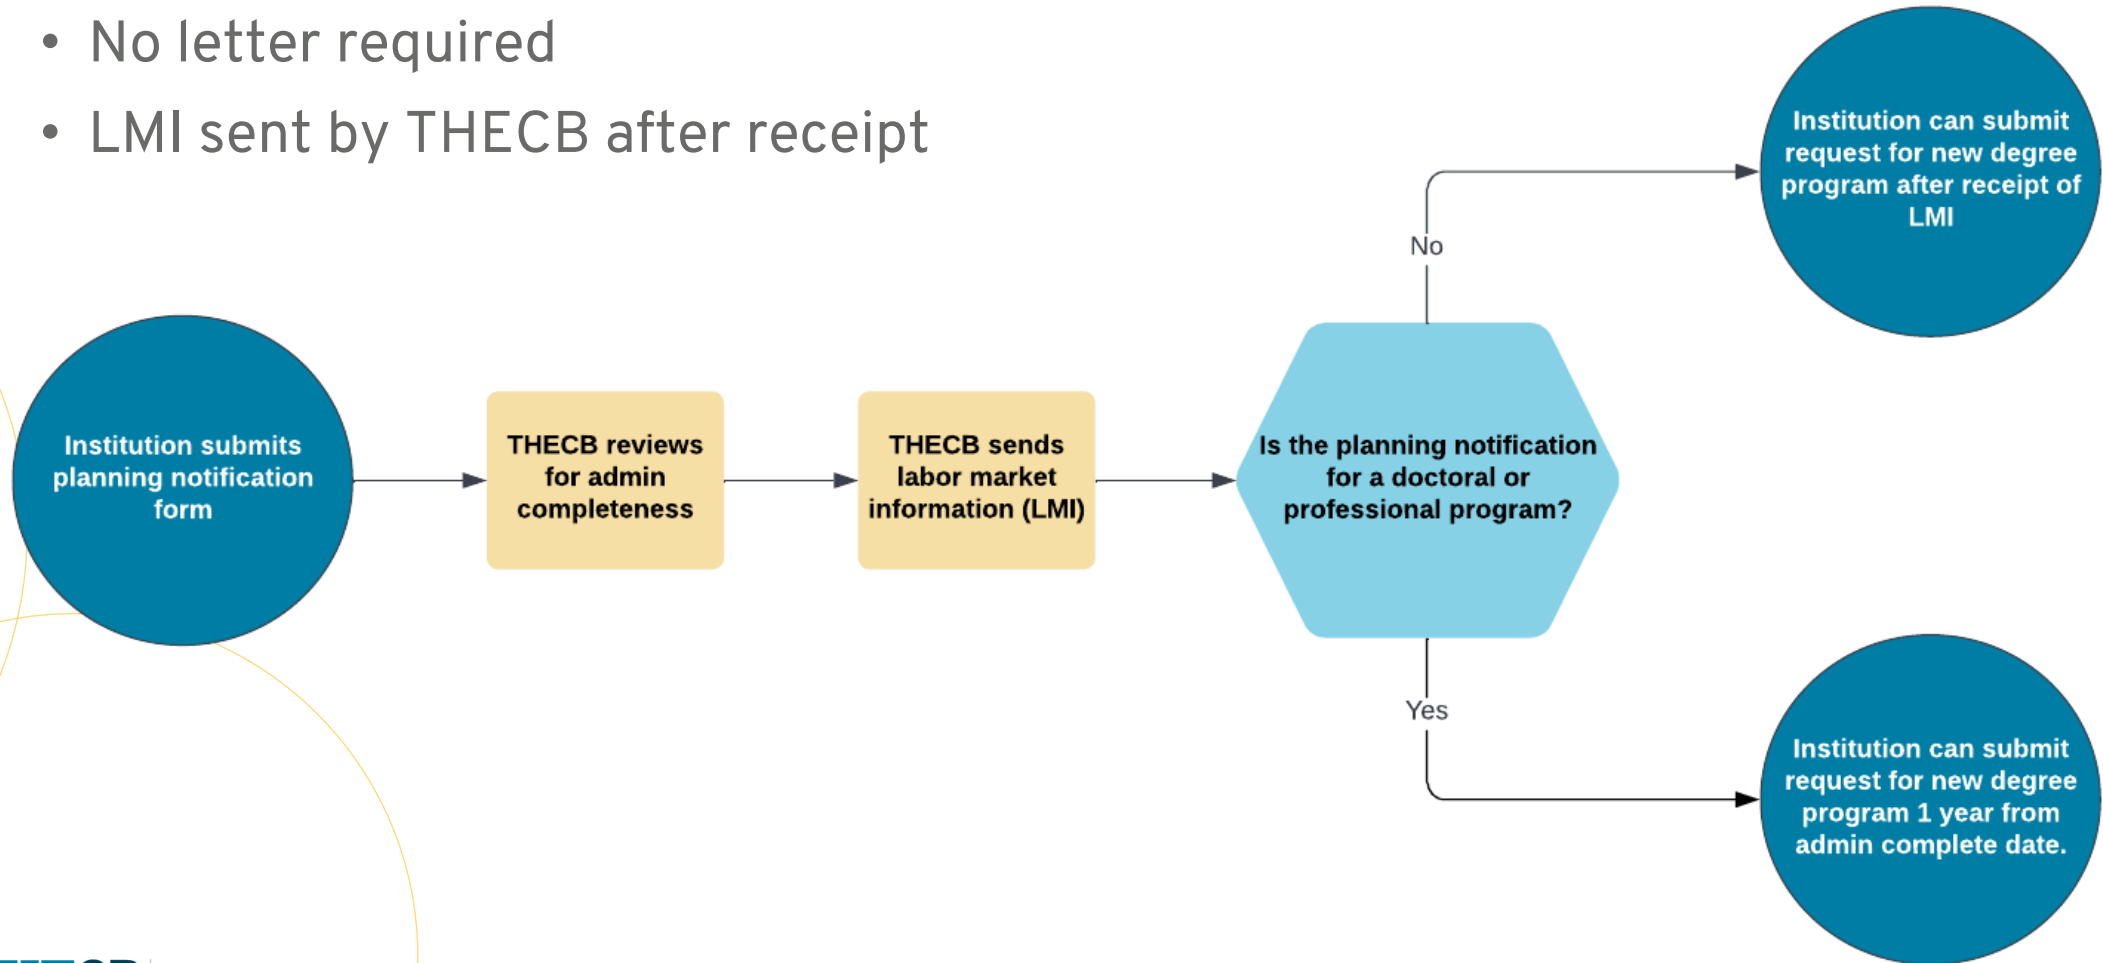 • No letter required
• LMI sent by THECB after receipt
Institution submits
planning notification
form
THECB reviews
for admin
completeness
THECB sends
labor market
information (LMI)
Is the planning notification
for a doctoral or
professional program?
No
Institution can submit
request for new degree
program after receipt of
LMI
Yes
Institution can submit
request for new degree
program 1 year from
admin complete date.